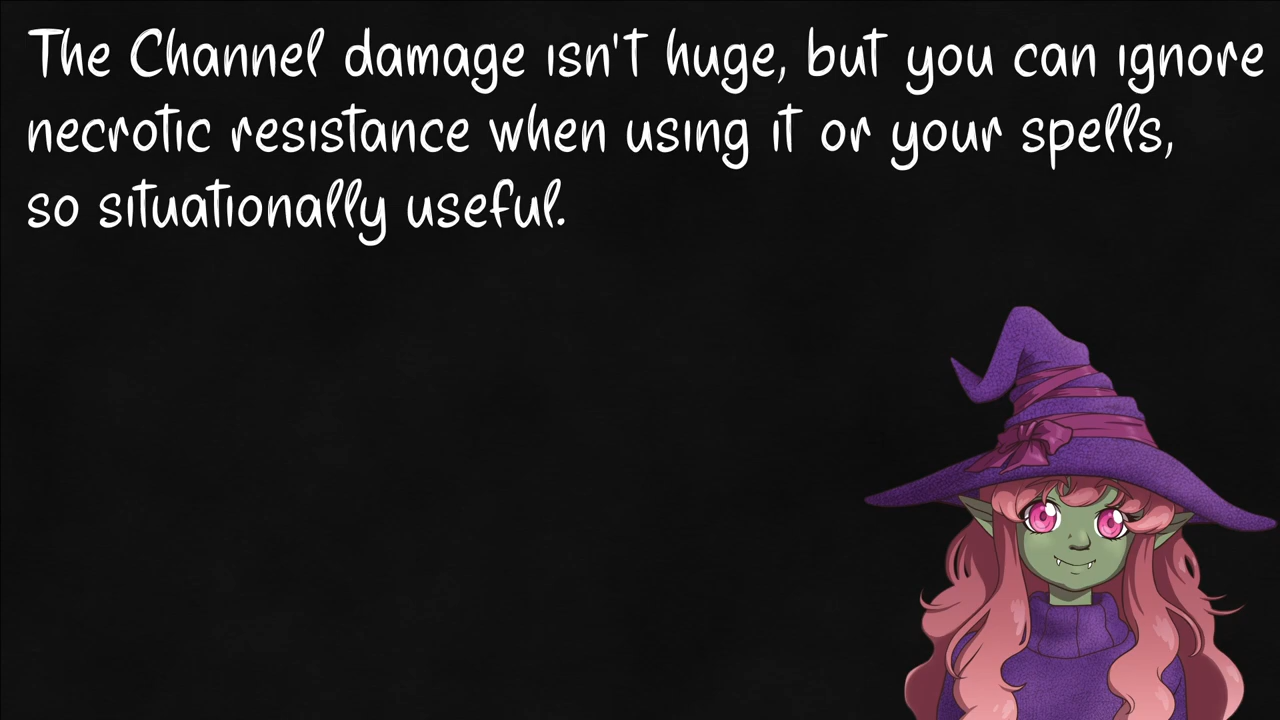 The Channel damage isn't huge, but you can ignore
necrotic resistance when using it or your spells,
so situationally useful.